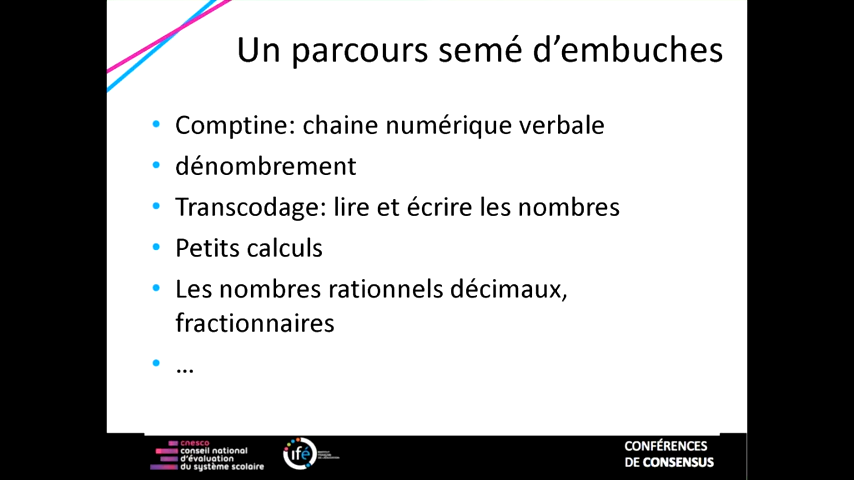 Un parcours semé d'embuches
• Comptine: chaine numérique verbale
• dénombrement
• Transcodage: lire et écrire les nombres
• Petits calculs
• Les nombres rationnels décimaux,
fractionnaires
• ...
cnesco
conseil national
d'évaluation
du système scolaire
ifé
CONFÉRENCES
DE CONSENSUS